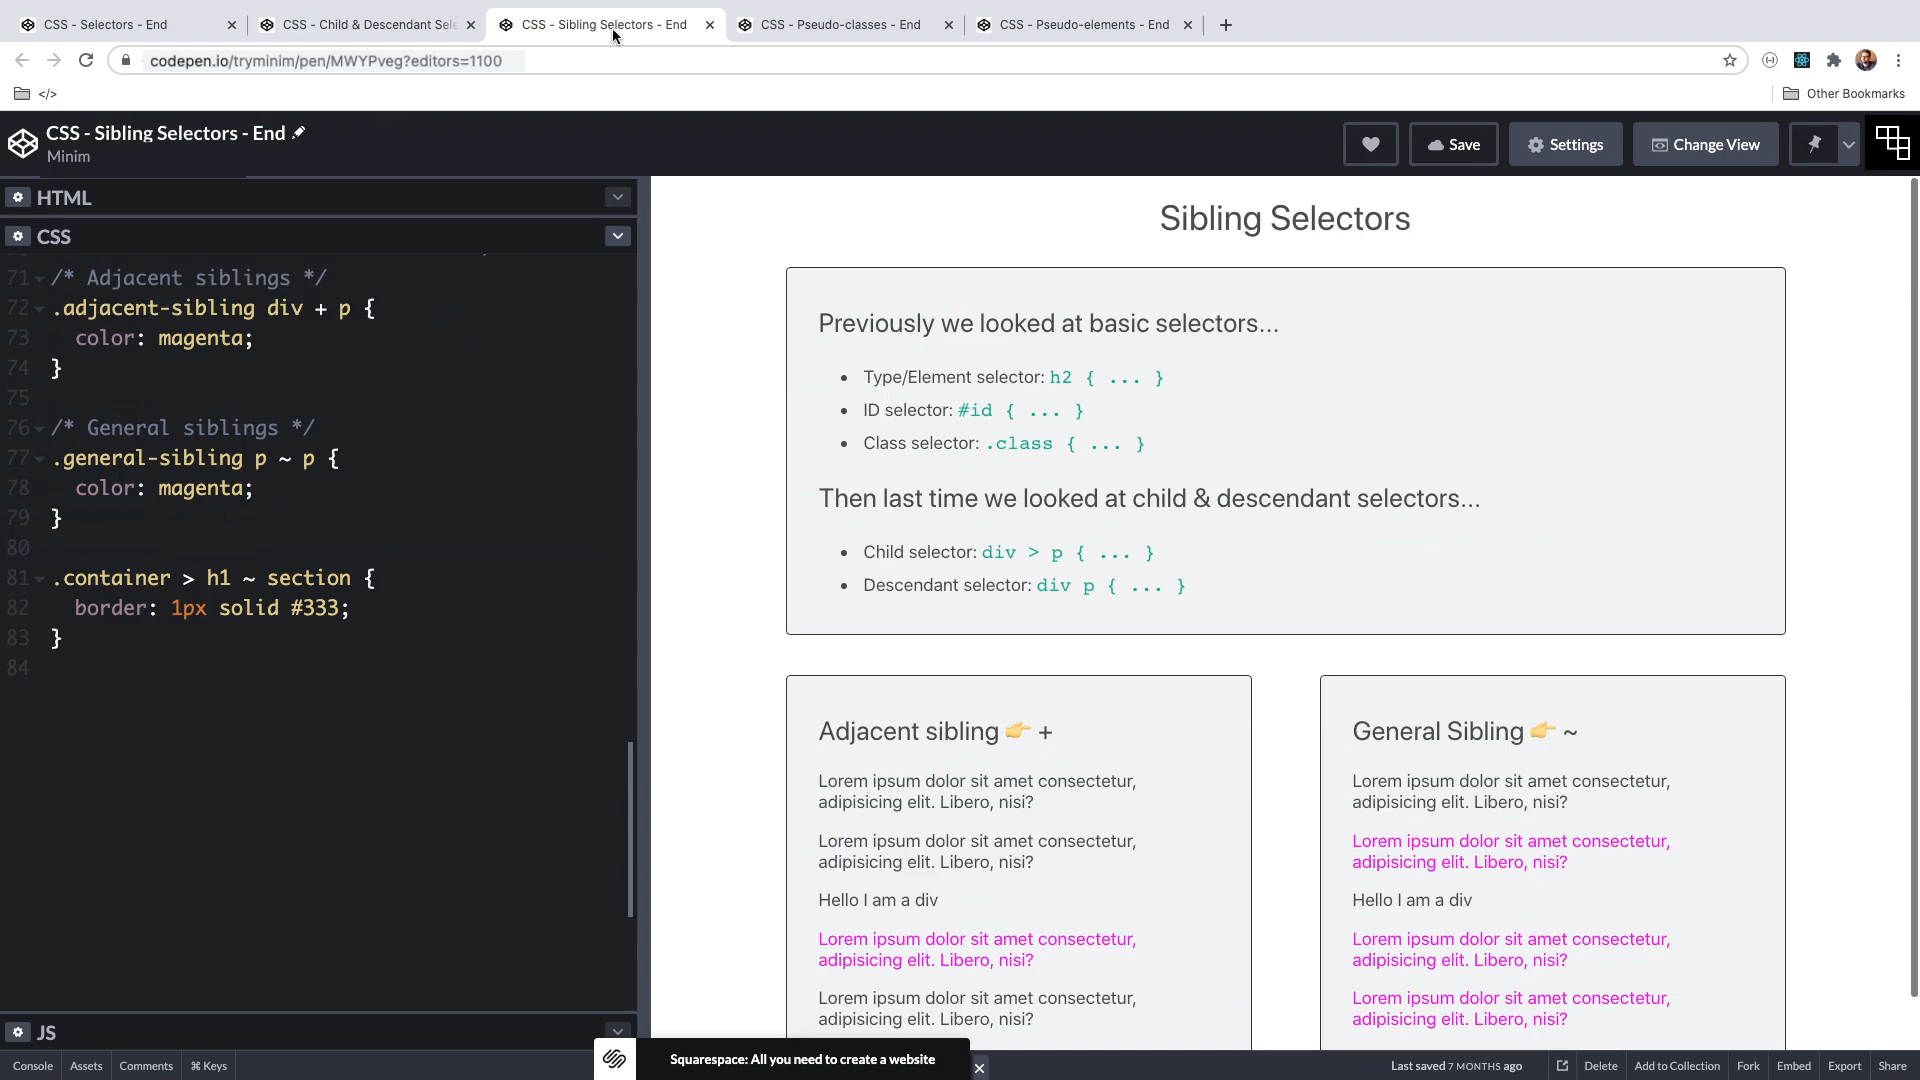 CSS - Selectors - End
CSS - Child & Descendant Sel
CSS - Sibling Selectors - End
CSS - Pseudo-classes - End
CSS - Pseudo-elements - End
codepen.io/tryminim/pen/MWYPveg?editors=1100
</>
Other Bookmarks
CSS - Sibling Selectors - End
Minim
Save
Settings
Change View
HTML
CSS
71 /* Adjacent siblings */
72 .adjacent-sibling div + p {
73 color: magenta;
74 }
75
76 /* General siblings */
77 .general-sibling p ~ p {
78 color: magenta;
79 }
80
81 .container > h1 ~ section {
82 border: 1px solid #333;
83 }
84
JS
Sibling Selectors
Previously we looked at basic selectors...
• Type/Element selector: h2 { ... }
• ID selector: #id { ... }
• Class selector: .class { ... }
Then last time we looked at child & descendant selectors...
• Child selector: div > p { ... }
• Descendant selector: div p { ... }
Adjacent sibling 👉 +
Lorem ipsum dolor sit amet consectetur,
adipisicing elit. Libero, nisi?
Lorem ipsum dolor sit amet consectetur,
adipisicing elit. Libero, nisi?
Hello I am a div
Lorem ipsum dolor sit amet consectetur,
adipisicing elit. Libero, nisi?
Lorem ipsum dolor sit amet consectetur,
adipisicing elit. Libero, nisi?
General Sibling 👉 ~
Lorem ipsum dolor sit amet consectetur,
adipisicing elit. Libero, nisi?
Lorem ipsum dolor sit amet consectetur,
adipisicing elit. Libero, nisi?
Hello I am a div
Lorem ipsum dolor sit amet consectetur,
adipisicing elit. Libero, nisi?
Lorem ipsum dolor sit amet consectetur,
adipisicing elit. Libero, nisi?
Console
Assets
Comments
⌘ Keys
Squarespace: All you need to create a website
Last saved 7 MONTHS ago
Delete
Add to Collection
Fork
Embed
Export
Share